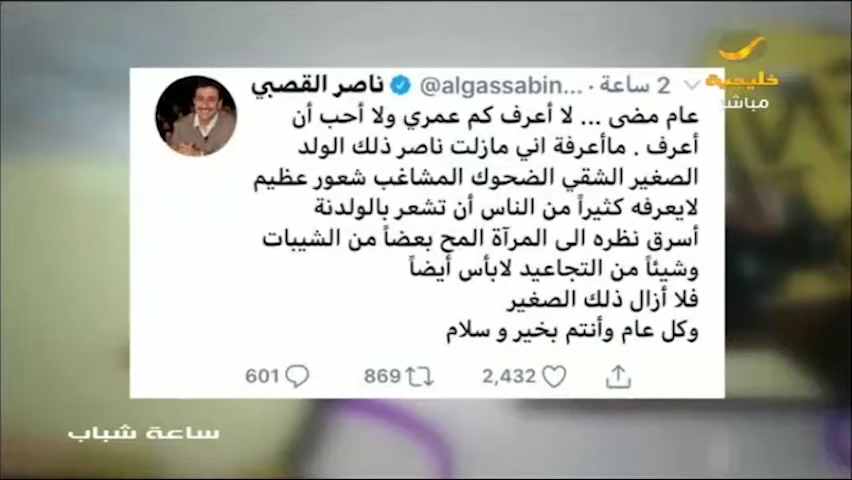 خليجية
مباشر
ناصر القصبي @algassabin... · 2 ساعة
عام مضى ... لا أعرف كم عمري ولا أحب أن
أعرف . ماأعرفة اني مازلت ناصر ذلك الولد
الصغير الشقي الضحوك المشاغب شعور عظيم
لايعرفه كثيراً من الناس أن تشعر بالولدنة
أسرق نظره الى المرآة المح بعضاً من الشيبات
وشيئاً من التجاعيد لابأس أيضاً
فلا أزال ذلك الصغير
وكل عام وأنتم بخير و سلام
601 869 2,432
ساعة شباب